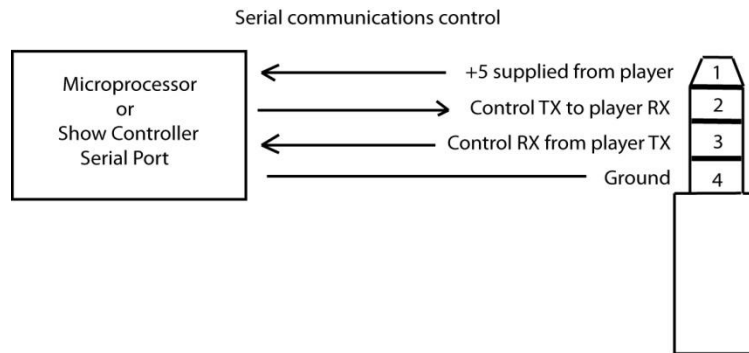 Serial communications control
Microprocessor
or
Show Controller
Serial Port
+5 supplied from player
1
Control TX to player RX
2
Control RX from player TX
3
Ground
4